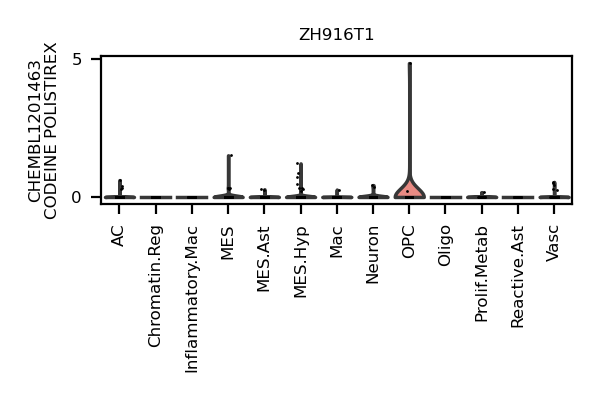 ZH916T1
CHEMBL1201463
CODEINE POLISTIREX
5
0
AC
Chromatin.Reg
Inflammatory.Mac
MES
MES.Ast
MES.Hyp
Mac
Neuron
OPC
Oligo
Prolif.Metab
Reactive.Ast
Vasc